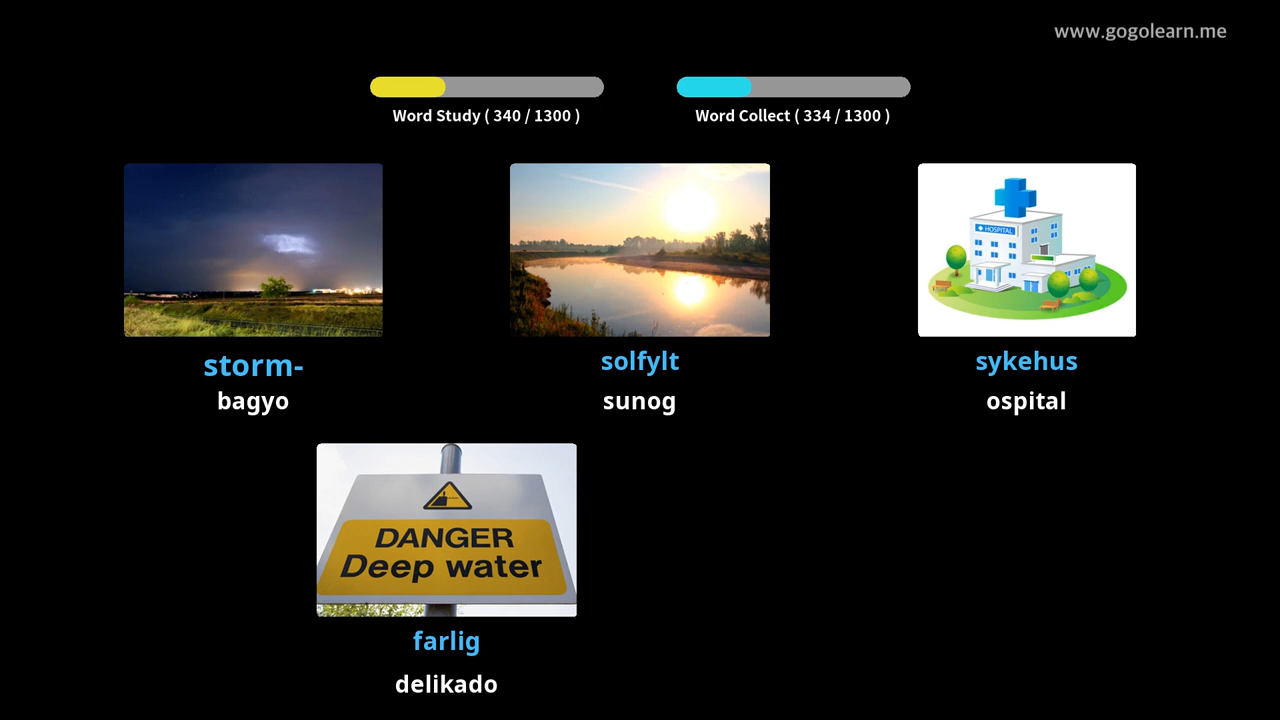 www.gogolearn.me
Word Study ( 340 / 1300 )
Word Collect ( 334 / 1300 )
storm-
bagyo
solfylt
sunog
HOSPITAL
sykehus
ospital
DANGER
Deep water
farlig
delikado